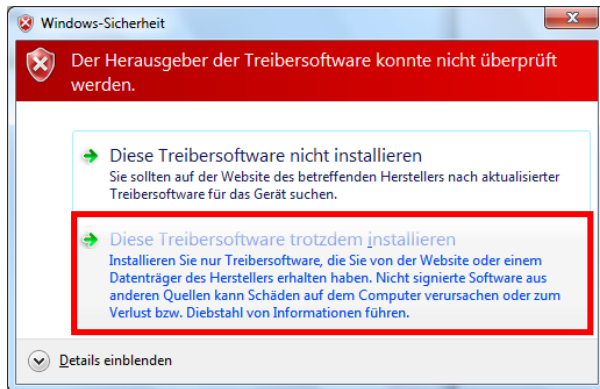 Windows-Sicherheit
Der Herausgeber der Treibersoftware konnte nicht überprüft
werden.
Diese Treibersoftware nicht installieren
Sie sollten auf der Website des betreffenden Herstellers nach aktualisierter
Treibersoftware für das Gerät suchen.
Diese Treibersoftware trotzdem installieren
Installieren Sie nur Treibersoftware, die Sie von der Website oder einem
Datenträger des Herstellers erhalten haben. Nicht signierte Software aus
anderen Quellen kann Schäden auf dem Computer verursachen oder zum
Verlust bzw. Diebstahl von Informationen führen.
Details einblenden